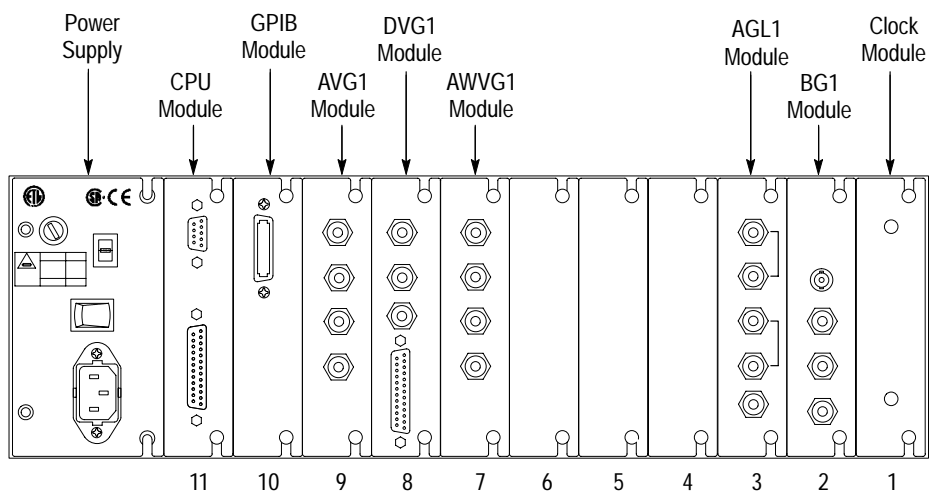 Power
Supply
CPU
Module
GPIB
Module
AVG1
Module
DVG1
Module
AWVG1
Module
AGL1
Module
BG1
Module
Clock
Module
11 10 9 8 7 6 5 4 3 2 1